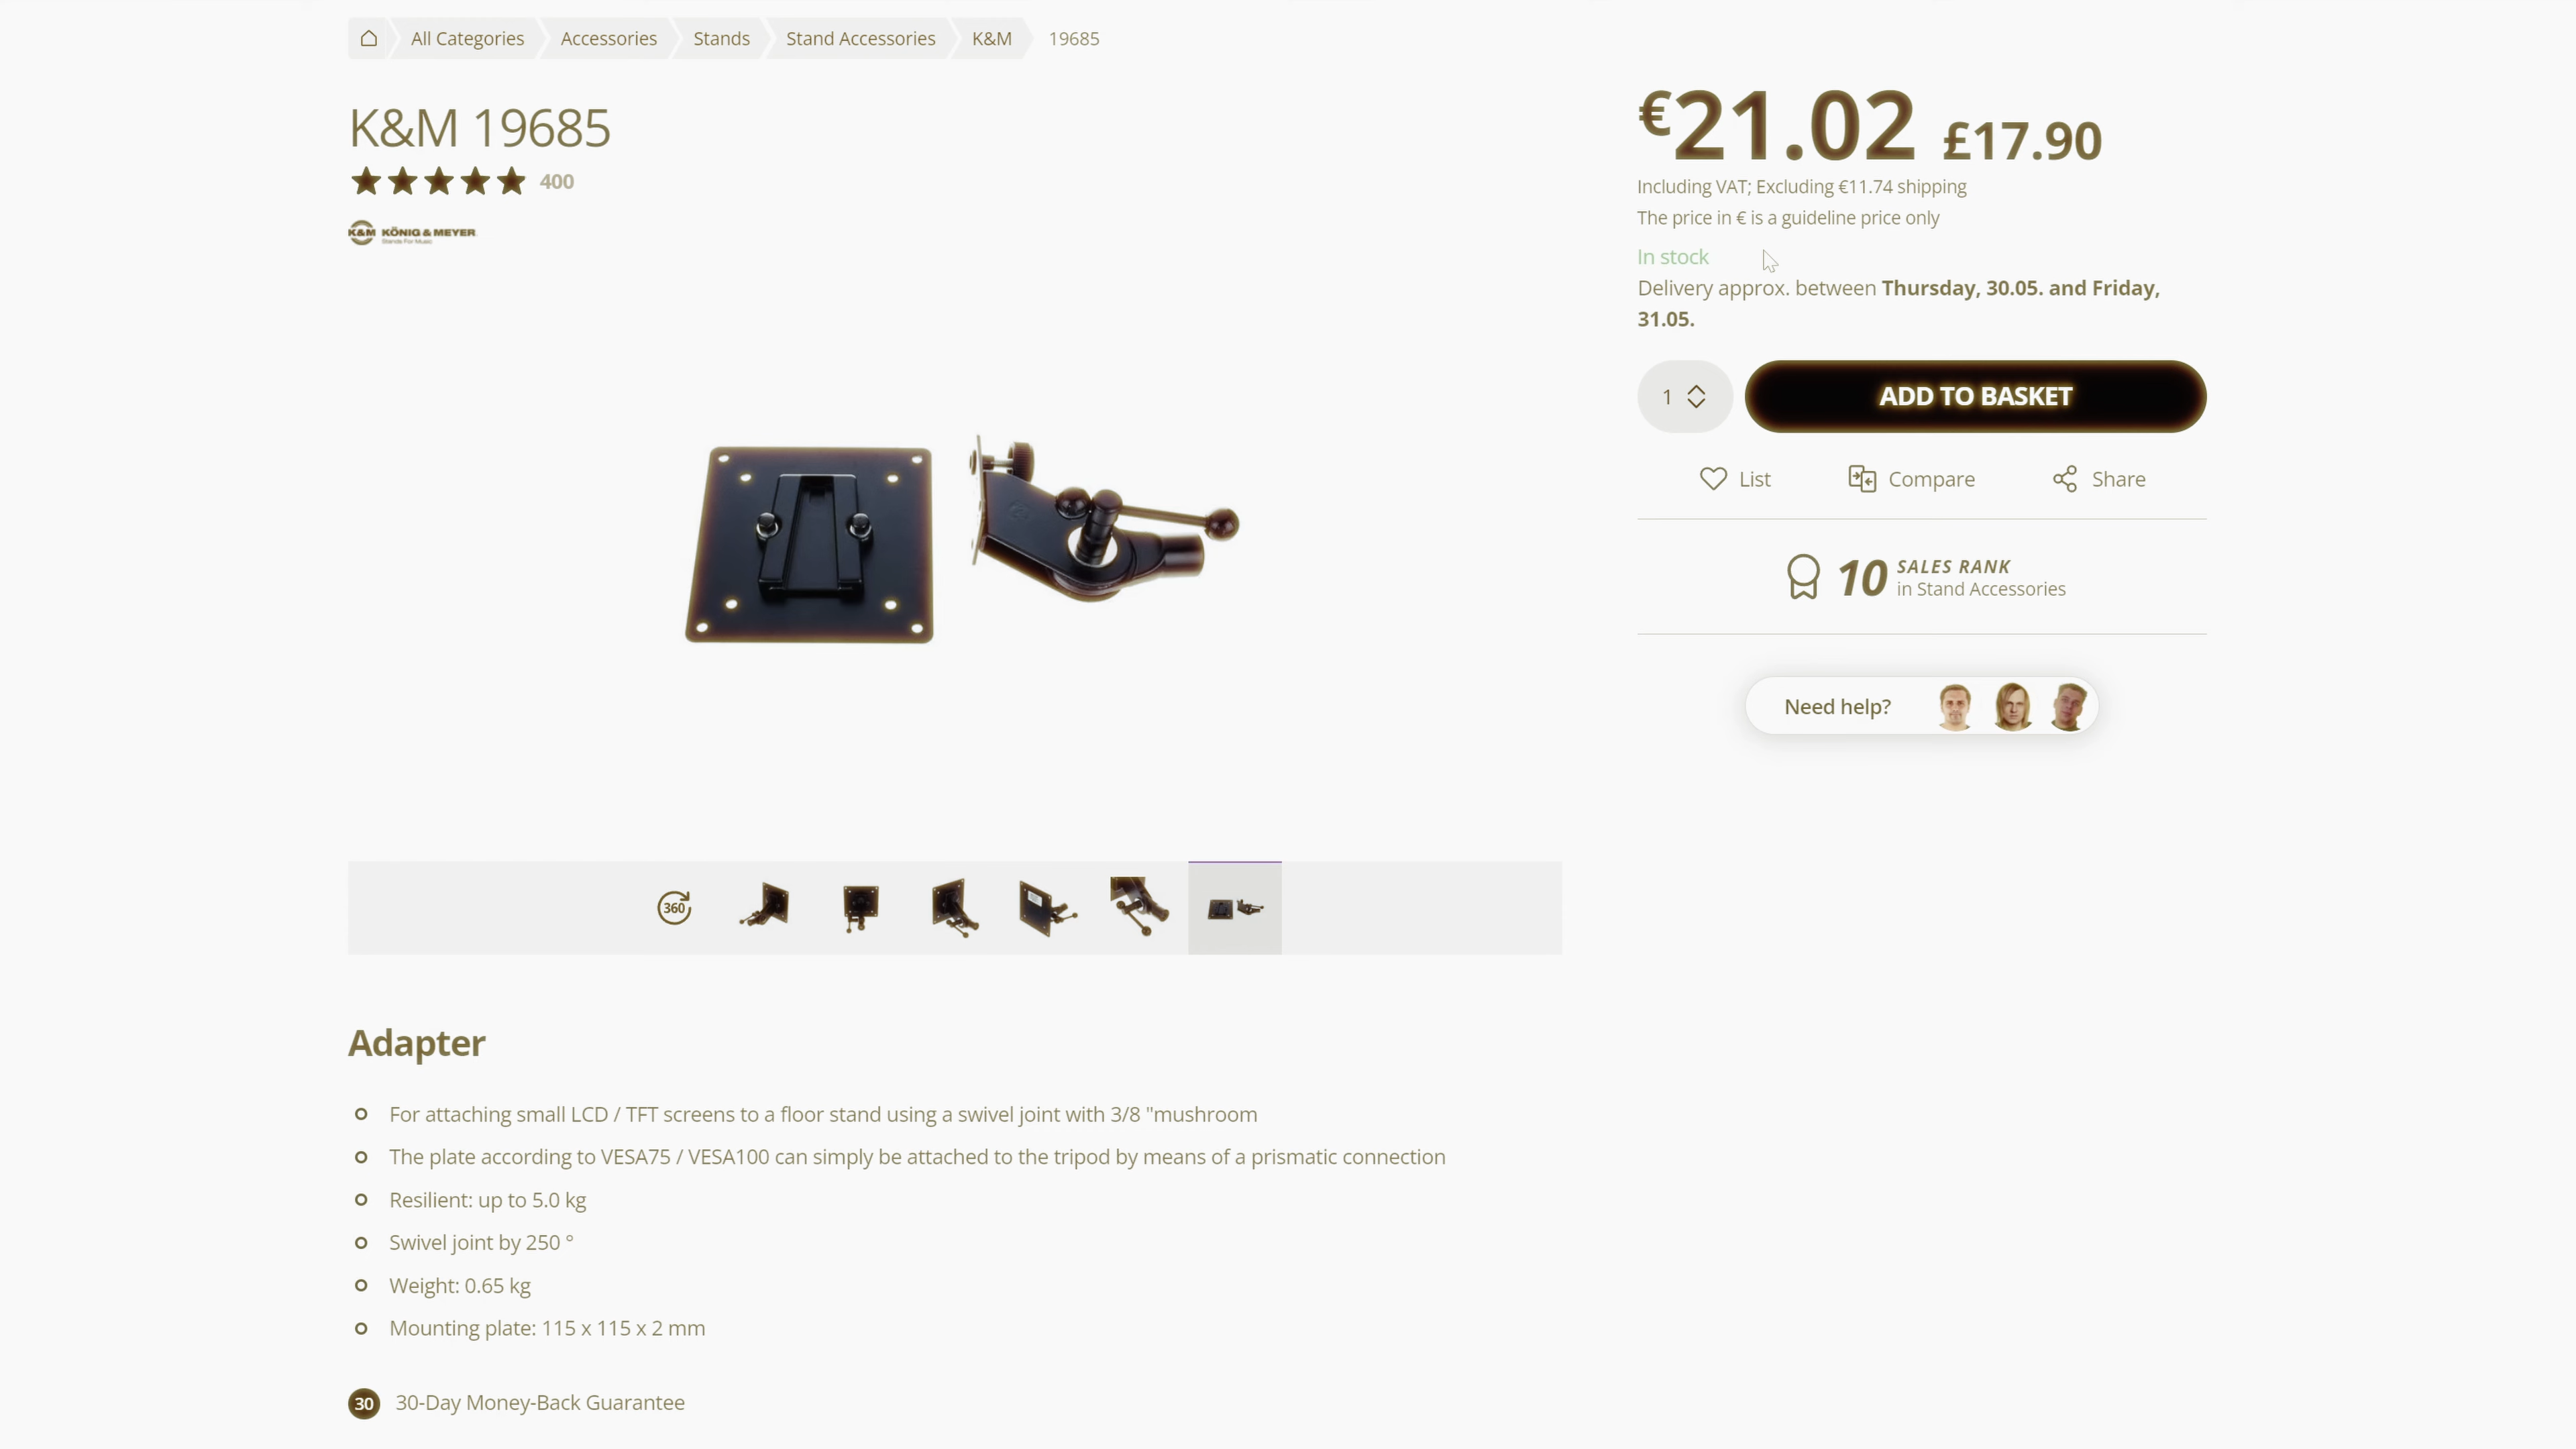 All Categories
Accessories
Stands
Stand Accessories
K&M
19685
K&M 19685
400
K&M KÖNIG & MEYER
Stands For Music
€21.02 £17.90
Including VAT; Excluding €11.74 shipping
The price in € is a guideline price only
In stock
Delivery approx. between Thursday, 30.05. and Friday,
31.05.
1
ADD TO BASKET
List
Compare
Share
10
SALES RANK
in Stand Accessories
Need help?
360
Adapter
For attaching small LCD / TFT screens to a floor stand using a swivel joint with 3/8 "mushroom
The plate according to VESA75 / VESA100 can simply be attached to the tripod by means of a prismatic connection
Resilient: up to 5.0 kg
Swivel joint by 250 °
Weight: 0.65 kg
Mounting plate: 115 x 115 x 2 mm
30
30-Day Money-Back Guarantee